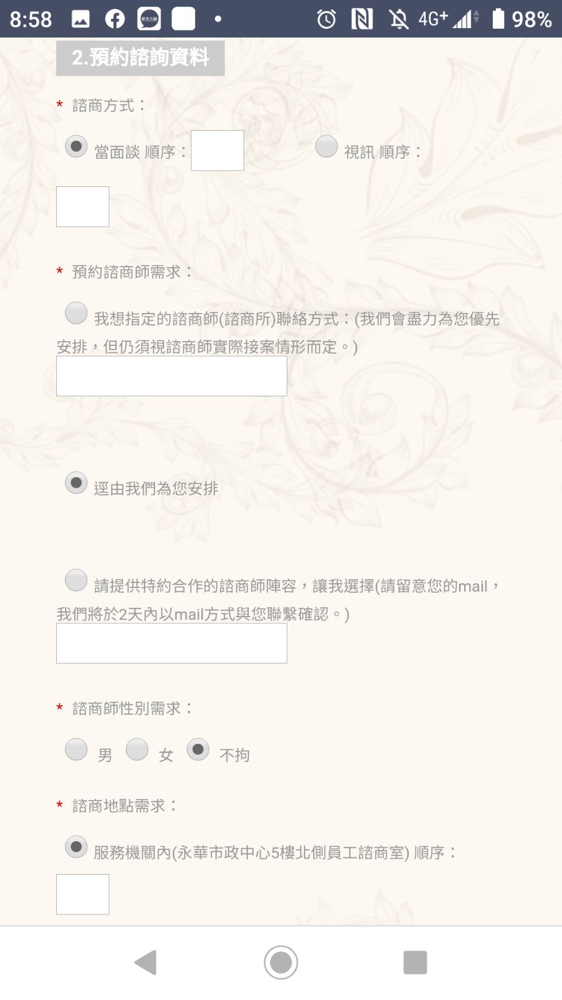 8:58 4G+ 98%
2.預約諮詢資料
* 諮商方式：
當面談 順序： 視訊 順序：
* 預約諮商師需求：
我想指定的諮商師(諮商所)聯絡方式：(我們會盡力為您優先
安排，但仍須視諮商師實際接案情形而定。)
逕由我們為您安排
請提供特約合作的諮商師陣容，讓我選擇(請留意您的mail，
我們將於2天內以mail方式與您聯繫確認。)
* 諮商師性別需求：
男 女 不拘
* 諮商地點需求：
服務機關內(永華市政中心5樓北側員工諮商室) 順序：